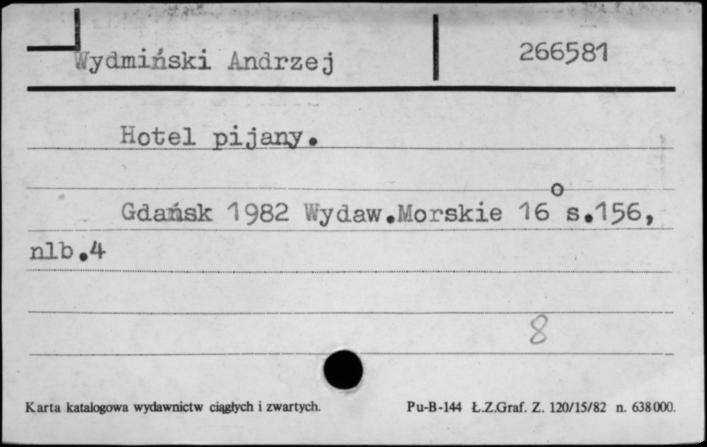 Wydmiński Andrzej 266581
Hotel pijany.
Gdańsk 1982 Wydaw.Morskie 16° s.156,
nlb.4
8
Karta katalogowa wydawnictw ciągłych i zwartych. Pu-B-144 Ł.Z.Graf. Z. 120/15/82 n. 638000.